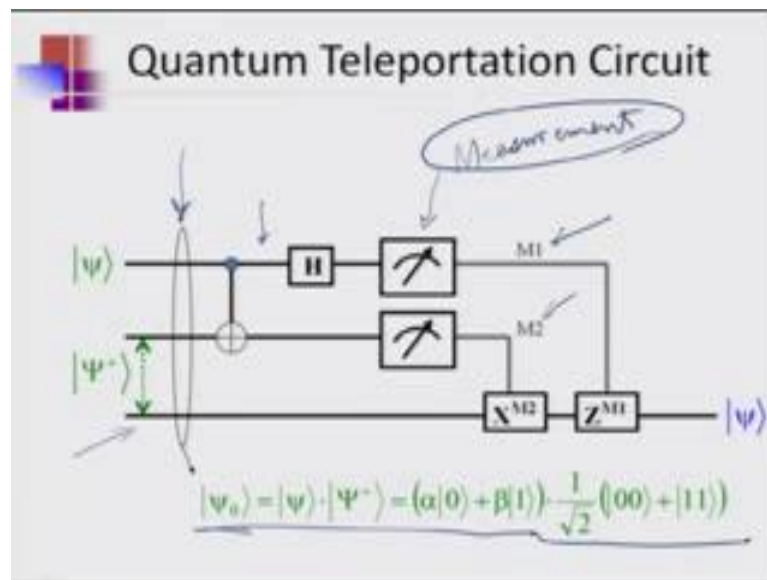 Quantum Teleportation Circuit
Measurement
|ψ⟩
H
M1
M2
|Ψ⁺⟩
X^M2
Z^M1
|ψ⟩
|ψ₀⟩ = |ψ⟩·|Ψ⁺⟩ = (α|0⟩ + β|1⟩)· 1/√2 (|00⟩ + |11⟩)